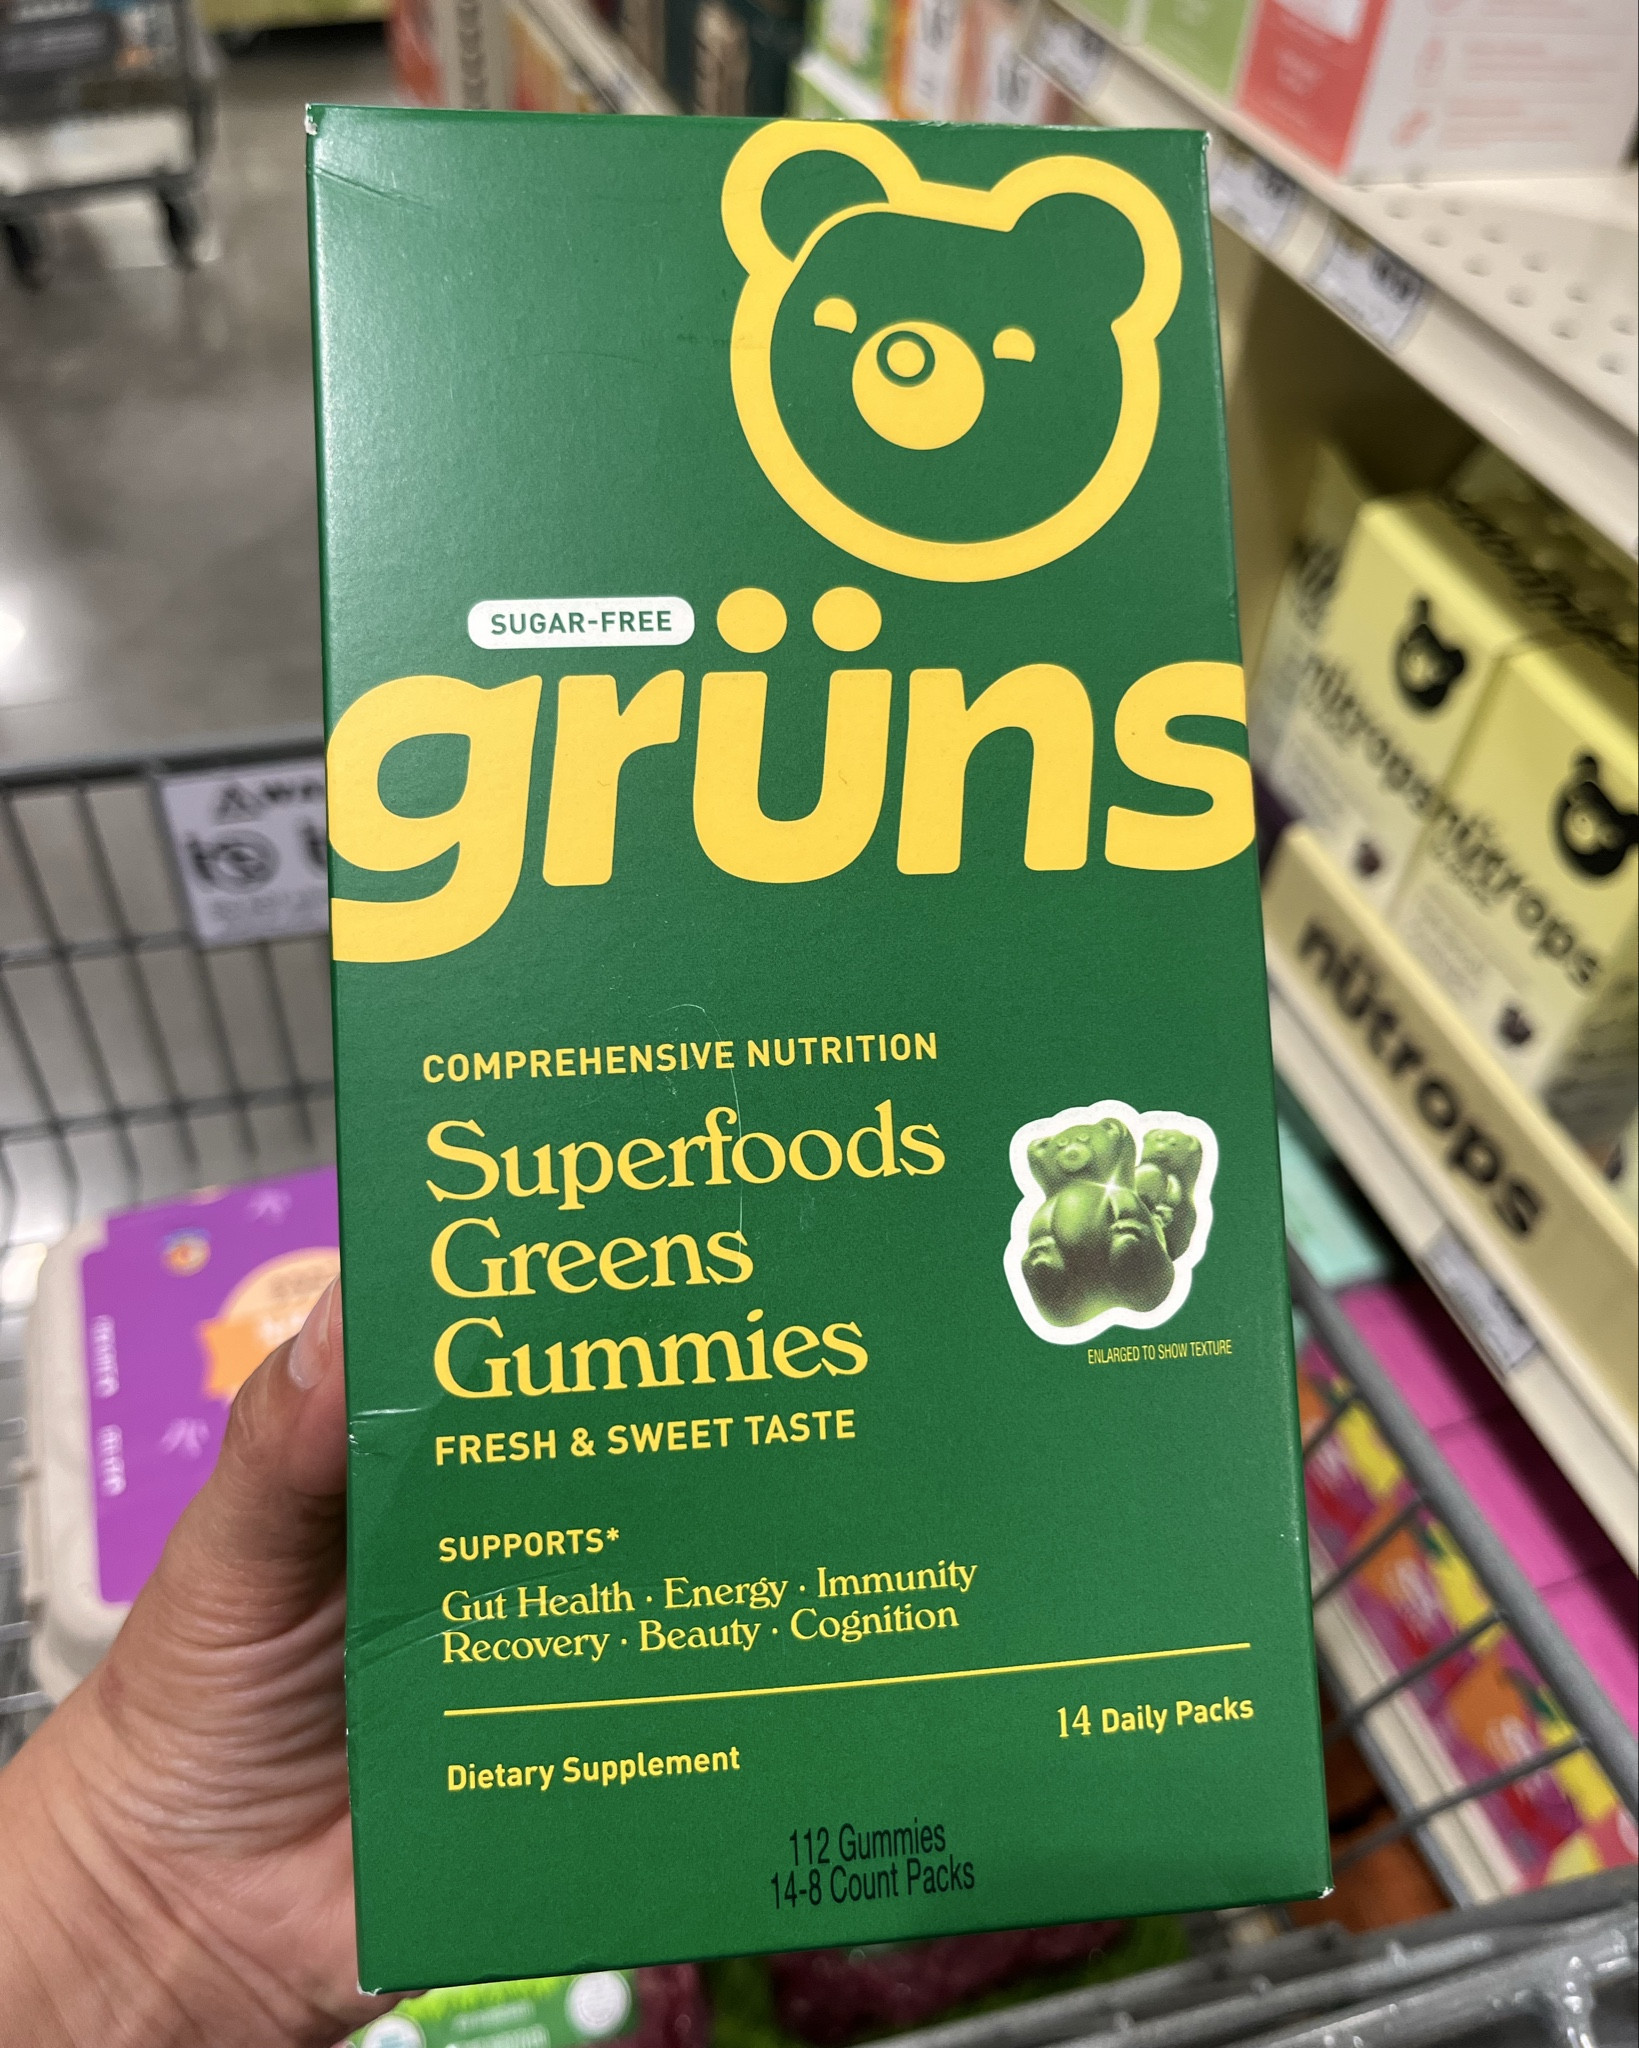 SUGAR-FREE
grüns
COMPREHENSIVE NUTRITION
Superfoods
Greens
Gummies
FRESH & SWEET TASTE
ENLARGED TO SHOW TEXTURE
SUPPORTS*
Gut Health · Energy · Immunity
Recovery · Beauty · Cognition
14 Daily Packs
Dietary Supplement
112 Gummies
14-8 Count Packs
nütrops
nütrops
nütrops